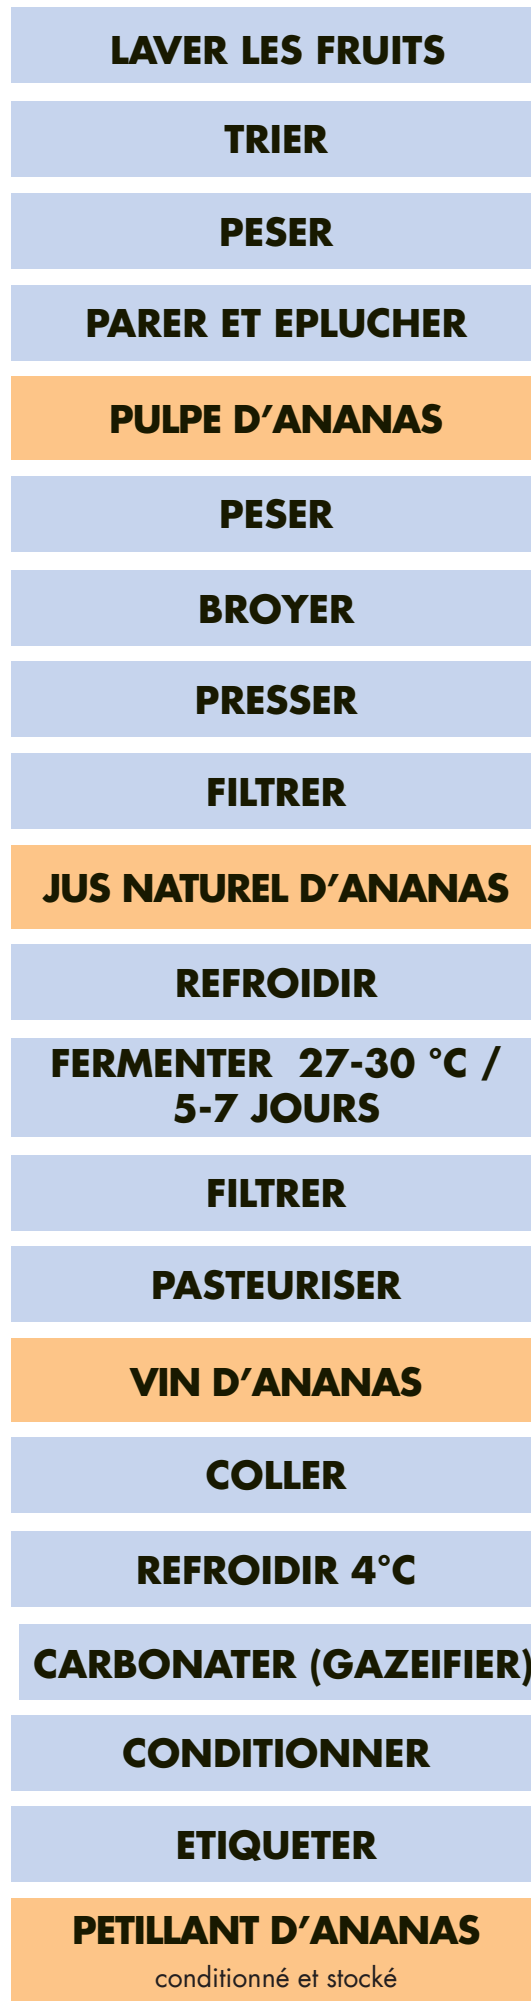 LAVER LES FRUITS
TRIER
PESER
PARER ET EPLUCHER
PULPE D’ANANAS
PESER
BROYER
PRESSER
FILTRER
JUS NATUREL D’ANANAS
REFROIDIR
FERMENTER 27-30 °C /
5-7 JOURS
FILTRER
PASTEURISER
VIN D’ANANAS
COLLER
REFROIDIR 4°C
CARBONATER (GAZEIFIER)
CONDITIONNER
ETIQUETER
PETILLANT D’ANANAS
conditionné et stocké